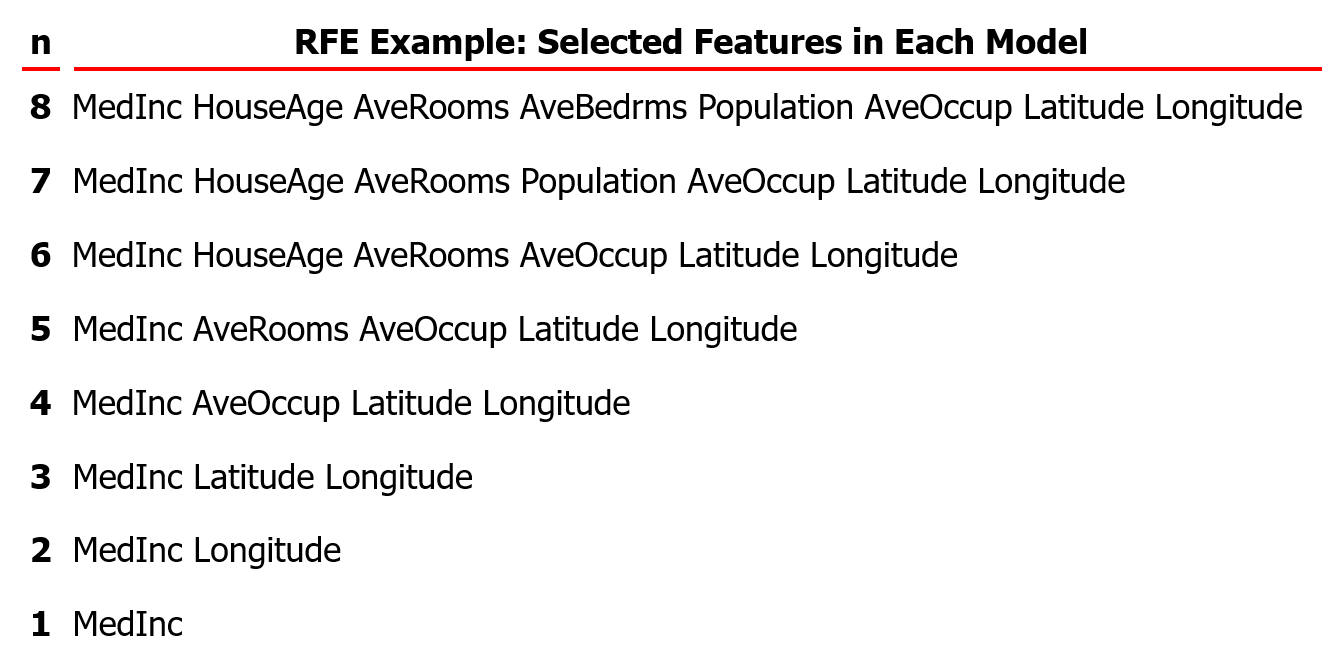 n RFE Example: Selected Features in Each Model
8 MedInc HouseAge AveRooms AveBedrms Population AveOccup Latitude Longitude
7 MedInc HouseAge AveRooms Population AveOccup Latitude Longitude
6 MedInc HouseAge AveRooms AveOccup Latitude Longitude
5 MedInc AveRooms AveOccup Latitude Longitude
4 MedInc AveOccup Latitude Longitude
3 MedInc Latitude Longitude
2 MedInc Longitude
1 MedInc